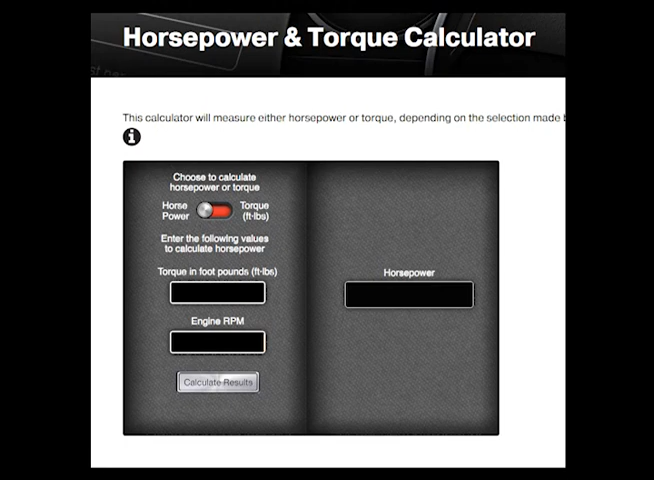 Horsepower & Torque Calculator
This calculator will measure either horsepower or torque, depending on the selection made
Choose to calculate
horsepower or torque
Horse
Power
Torque
(ft-lbs)
Enter the following values
to calculate horsepower
Torque in foot pounds (ft-lbs)
Horsepower
Engine RPM
Calculate Results